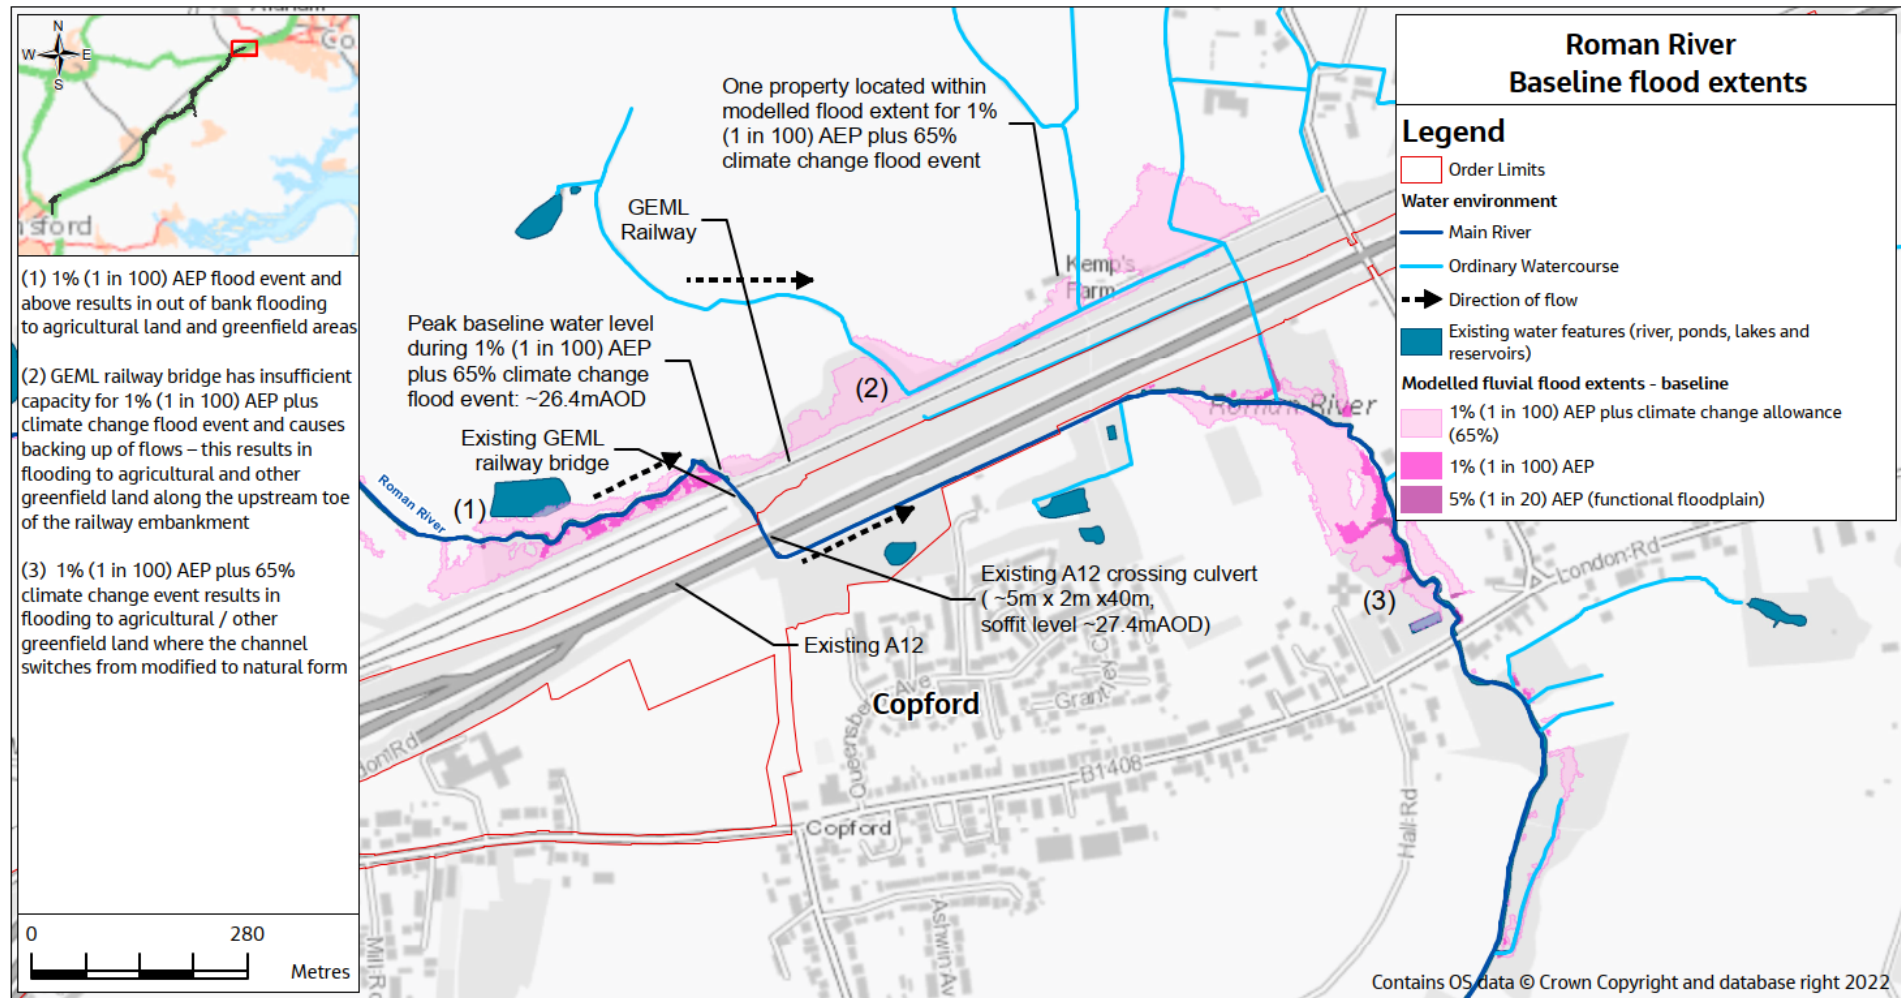 Roman River
Baseline flood extents
Legend
Order Limits
Water environment
Main River
Ordinary Watercourse
Direction of flow
Existing water features (river, ponds, lakes and
reservoirs)
Modelled fluvial flood extents - baseline
1% (1 in 100) AEP plus climate change allowance
(65%)
1% (1 in 100) AEP
5% (1 in 20) AEP (functional floodplain)
N
W
E
S
Co
n'sford
(1) 1% (1 in 100) AEP flood event and
above results in out of bank flooding
to agricultural land and greenfield areas
(2) GEML railway bridge has insufficient
capacity for 1% (1 in 100) AEP plus
climate change flood event and causes
backing up of flows – this results in
flooding to agricultural and other
greenfield land along the upstream toe
of the railway embankment
(3) 1% (1 in 100) AEP plus 65%
climate change event results in
flooding to agricultural / other
greenfield land where the channel
switches from modified to natural form
0
280
Metres
One property located within
modelled flood extent for 1%
(1 in 100) AEP plus 65%
climate change flood event
GEML
Railway
Kemp's
Farm
Peak baseline water level
during 1% (1 in 100) AEP
plus 65% climate change
flood event: ~26.4mAOD
(2)
Roman River
Existing GEML
railway bridge
Roman River
(1)
Existing A12 crossing culvert
( ~5m x 2m x40m,
soffit level ~27.4mAOD)
(3)
London Rd
Existing A12
Copford
Queensbe
Ave
Grantley C
don Rd
B1408
Copford
Hall Rd
Mill Rd
Ashwin Av
Contains OS data © Crown Copyright and database right 2022